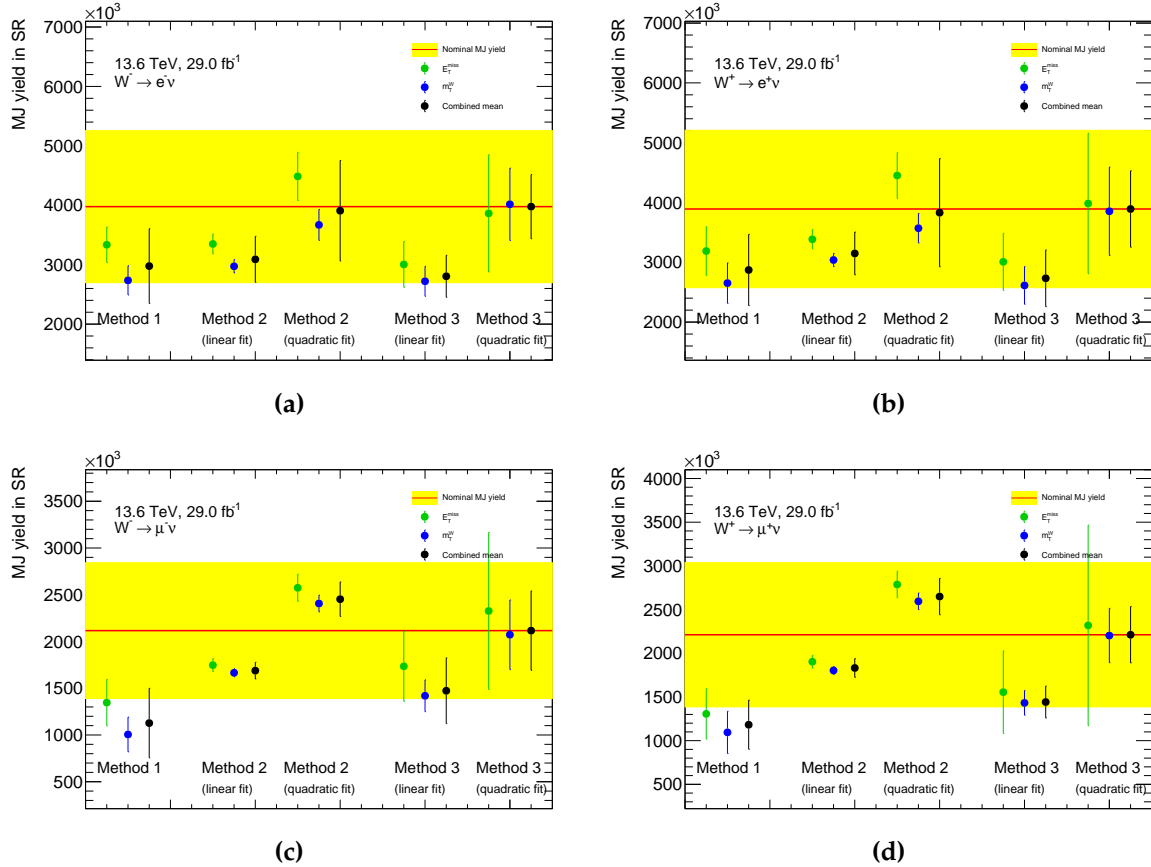 ×10³
MJ yield in SR
7000
6000
5000
4000
3000
2000
13.6 TeV, 29.0 fb⁻¹
W⁻ → e⁻ν
Nominal MJ yield
E_T^miss
m_T^W
Combined mean
Method 1
Method 2
(linear fit)
Method 2
(quadratic fit)
Method 3
(linear fit)
Method 3
(quadratic fit)
(a)
×10³
MJ yield in SR
7000
6000
5000
4000
3000
2000
13.6 TeV, 29.0 fb⁻¹
W⁺ → e⁺ν
Nominal MJ yield
E_T^miss
m_T^W
Combined mean
Method 1
Method 2
(linear fit)
Method 2
(quadratic fit)
Method 3
(linear fit)
Method 3
(quadratic fit)
(b)
×10³
MJ yield in SR
3500
3000
2500
2000
1500
1000
500
13.6 TeV, 29.0 fb⁻¹
W⁻ → μ⁻ν
Nominal MJ yield
E_T^miss
m_T^W
Combined mean
Method 1
Method 2
(linear fit)
Method 2
(quadratic fit)
Method 3
(linear fit)
Method 3
(quadratic fit)
(c)
×10³
MJ yield in SR
4000
3500
3000
2500
2000
1500
1000
500
13.6 TeV, 29.0 fb⁻¹
W⁺ → μ⁺ν
Nominal MJ yield
E_T^miss
m_T^W
Combined mean
Method 1
Method 2
(linear fit)
Method 2
(quadratic fit)
Method 3
(linear fit)
Method 3
(quadratic fit)
(d)